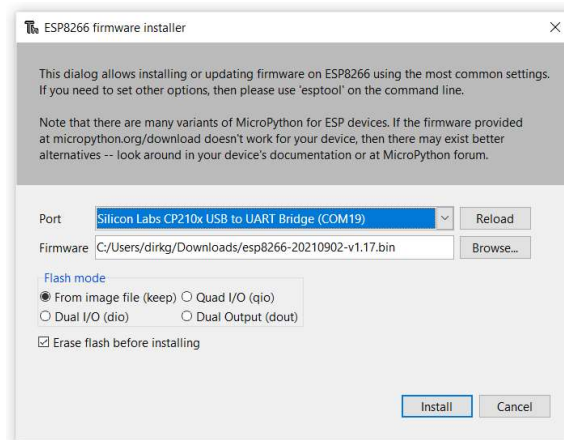 ESP8266 firmware installer
This dialog allows installing or updating firmware on ESP8266 using the most common settings.
If you need to set other options, then please use 'esptool' on the command line.
Note that there are many variants of MicroPython for ESP devices. If the firmware provided
at micropython.org/download doesn't work for your device, then there may exist better
alternatives -- look around in your device's documentation or at MicroPython forum.
Port Silicon Labs CP210x USB to UART Bridge (COM19) Reload
Firmware C:/Users/dirkg/Downloads/esp8266-20210902-v1.17.bin Browse...
Flash mode
From image file (keep) Quad I/O (qio)
Dual I/O (dio) Dual Output (dout)
Erase flash before installing
Install Cancel